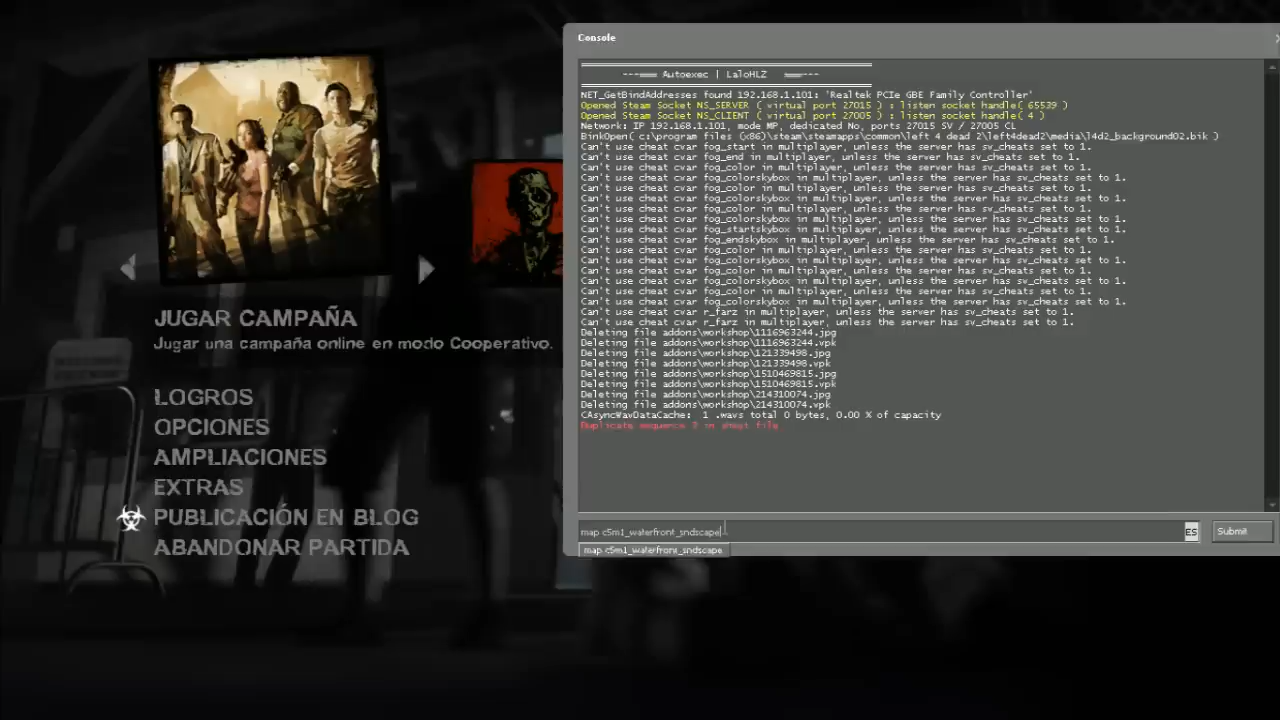 Console
---=== Autoexec | LaloHLZ ===---
NET_GetBindAddresses found 192.168.1.101: 'Realtek PCIe GBE Family Controller'
Opened Steam Socket NS_SERVER ( virtual port 27015 ) : listen socket handle( 65539 )
Opened Steam Socket NS_CLIENT ( virtual port 27005 ) : listen socket handle( 4 )
Network: IP 192.168.1.101, mode MP, dedicated No, ports 27015 SV / 27005 CL
BinkOpen( c:\program files (x86)\steam\steamapps\common\left 4 dead 2\left4dead2\media\l4d2_background02.bik )
Can't use cheat cvar fog_start in multiplayer, unless the server has sv_cheats set to 1.
Can't use cheat cvar fog_end in multiplayer, unless the server has sv_cheats set to 1.
Can't use cheat cvar fog_color in multiplayer, unless the server has sv_cheats set to 1.
Can't use cheat cvar fog_colorskybox in multiplayer, unless the server has sv_cheats set to 1.
Can't use cheat cvar fog_color in multiplayer, unless the server has sv_cheats set to 1.
Can't use cheat cvar fog_colorskybox in multiplayer, unless the server has sv_cheats set to 1.
Can't use cheat cvar fog_color in multiplayer, unless the server has sv_cheats set to 1.
Can't use cheat cvar fog_colorskybox in multiplayer, unless the server has sv_cheats set to 1.
Can't use cheat cvar fog_startskybox in multiplayer, unless the server has sv_cheats set to 1.
Can't use cheat cvar fog_endskybox in multiplayer, unless the server has sv_cheats set to 1.
Can't use cheat cvar fog_color in multiplayer, unless the server has sv_cheats set to 1.
Can't use cheat cvar fog_colorskybox in multiplayer, unless the server has sv_cheats set to 1.
Can't use cheat cvar fog_color in multiplayer, unless the server has sv_cheats set to 1.
Can't use cheat cvar fog_colorskybox in multiplayer, unless the server has sv_cheats set to 1.
Can't use cheat cvar fog_color in multiplayer, unless the server has sv_cheats set to 1.
Can't use cheat cvar fog_colorskybox in multiplayer, unless the server has sv_cheats set to 1.
Can't use cheat cvar r_farz in multiplayer, unless the server has sv_cheats set to 1.
Can't use cheat cvar r_farz in multiplayer, unless the server has sv_cheats set to 1.
Deleting file addons\workshop\1116963244.jpg
Deleting file addons\workshop\1116963244.vpk
Deleting file addons\workshop\121339498.jpg
Deleting file addons\workshop\121339498.vpk
Deleting file addons\workshop\1510469815.jpg
Deleting file addons\workshop\1510469815.vpk
Deleting file addons\workshop\214310074.jpg
Deleting file addons\workshop\214310074.vpk
CAsyncWavDataCache: 1 .wavs total 0 bytes, 0.00 % of capacity
Duplicate sequence 3 in sheet file
map c5m1_waterfront_sndscape
ES
Submit
map c5m1_waterfront_sndscape
JUGAR CAMPAÑA
Jugar una campaña online en modo Cooperativo.
LOGROS
OPCIONES
AMPLIACIONES
EXTRAS
PUBLICACIÓN EN BLOG
ABANDONAR PARTIDA